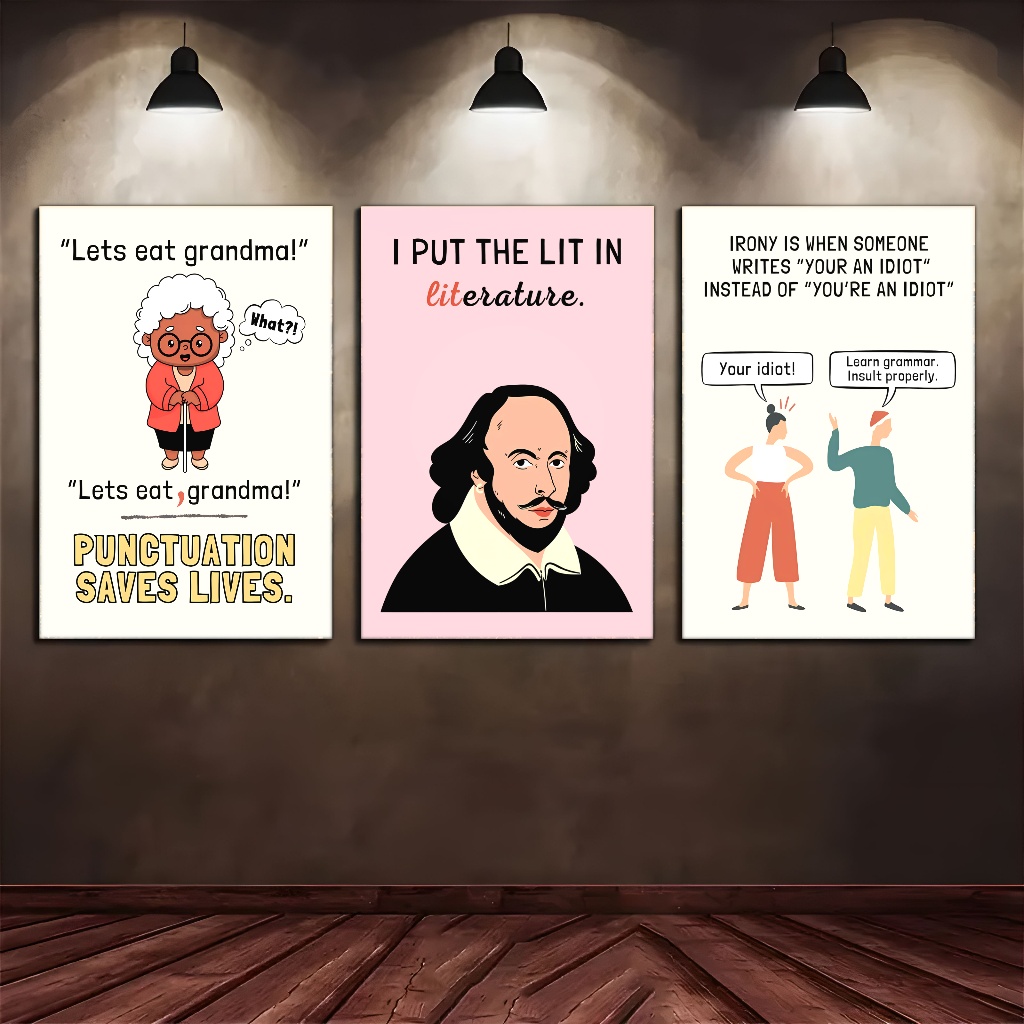 "Lets eat grandma!"
What?!
"Lets eat,grandma!"
PUNCTUATION
SAVES LIVES.
I PUT THE LIT IN
literature.
IRONY IS WHEN SOMEONE
WRITES "YOUR AN IDIOT"
INSTEAD OF "YOU'RE AN IDIOT"
Your idiot!
Learn grammar.
Insult properly.